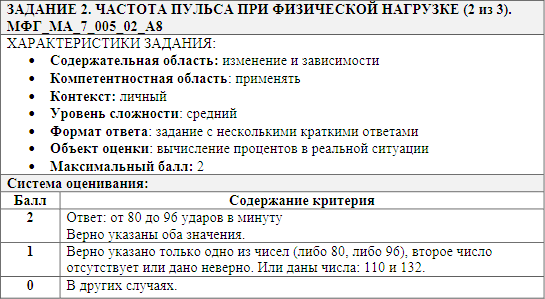 ЗАДАНИЕ 2. ЧАСТОТА ПУЛЬСА ПРИ ФИЗИЧЕСКОЙ НАГРУЗКЕ (2 из 3).
МФГ_МА_7_005_02_А8
ХАРАКТЕРИСТИКИ ЗАДАНИЯ:
• Содержательная область: изменение и зависимости
• Компетентностная область: применять
• Контекст: личный
• Уровень сложности: средний
• Формат ответа: задание с несколькими краткими ответами
• Объект оценки: вычисление процентов в реальной ситуации
• Максимальный балл: 2
Система оценивания:
Балл Содержание критерия
2 Ответ: от 80 до 96 ударов в минуту
Верно указаны оба значения.
1 Верно указано только одно из чисел (либо 80, либо 96), второе число
отсутствует или дано неверно. Или даны числа: 110 и 132.
0 В других случаях.